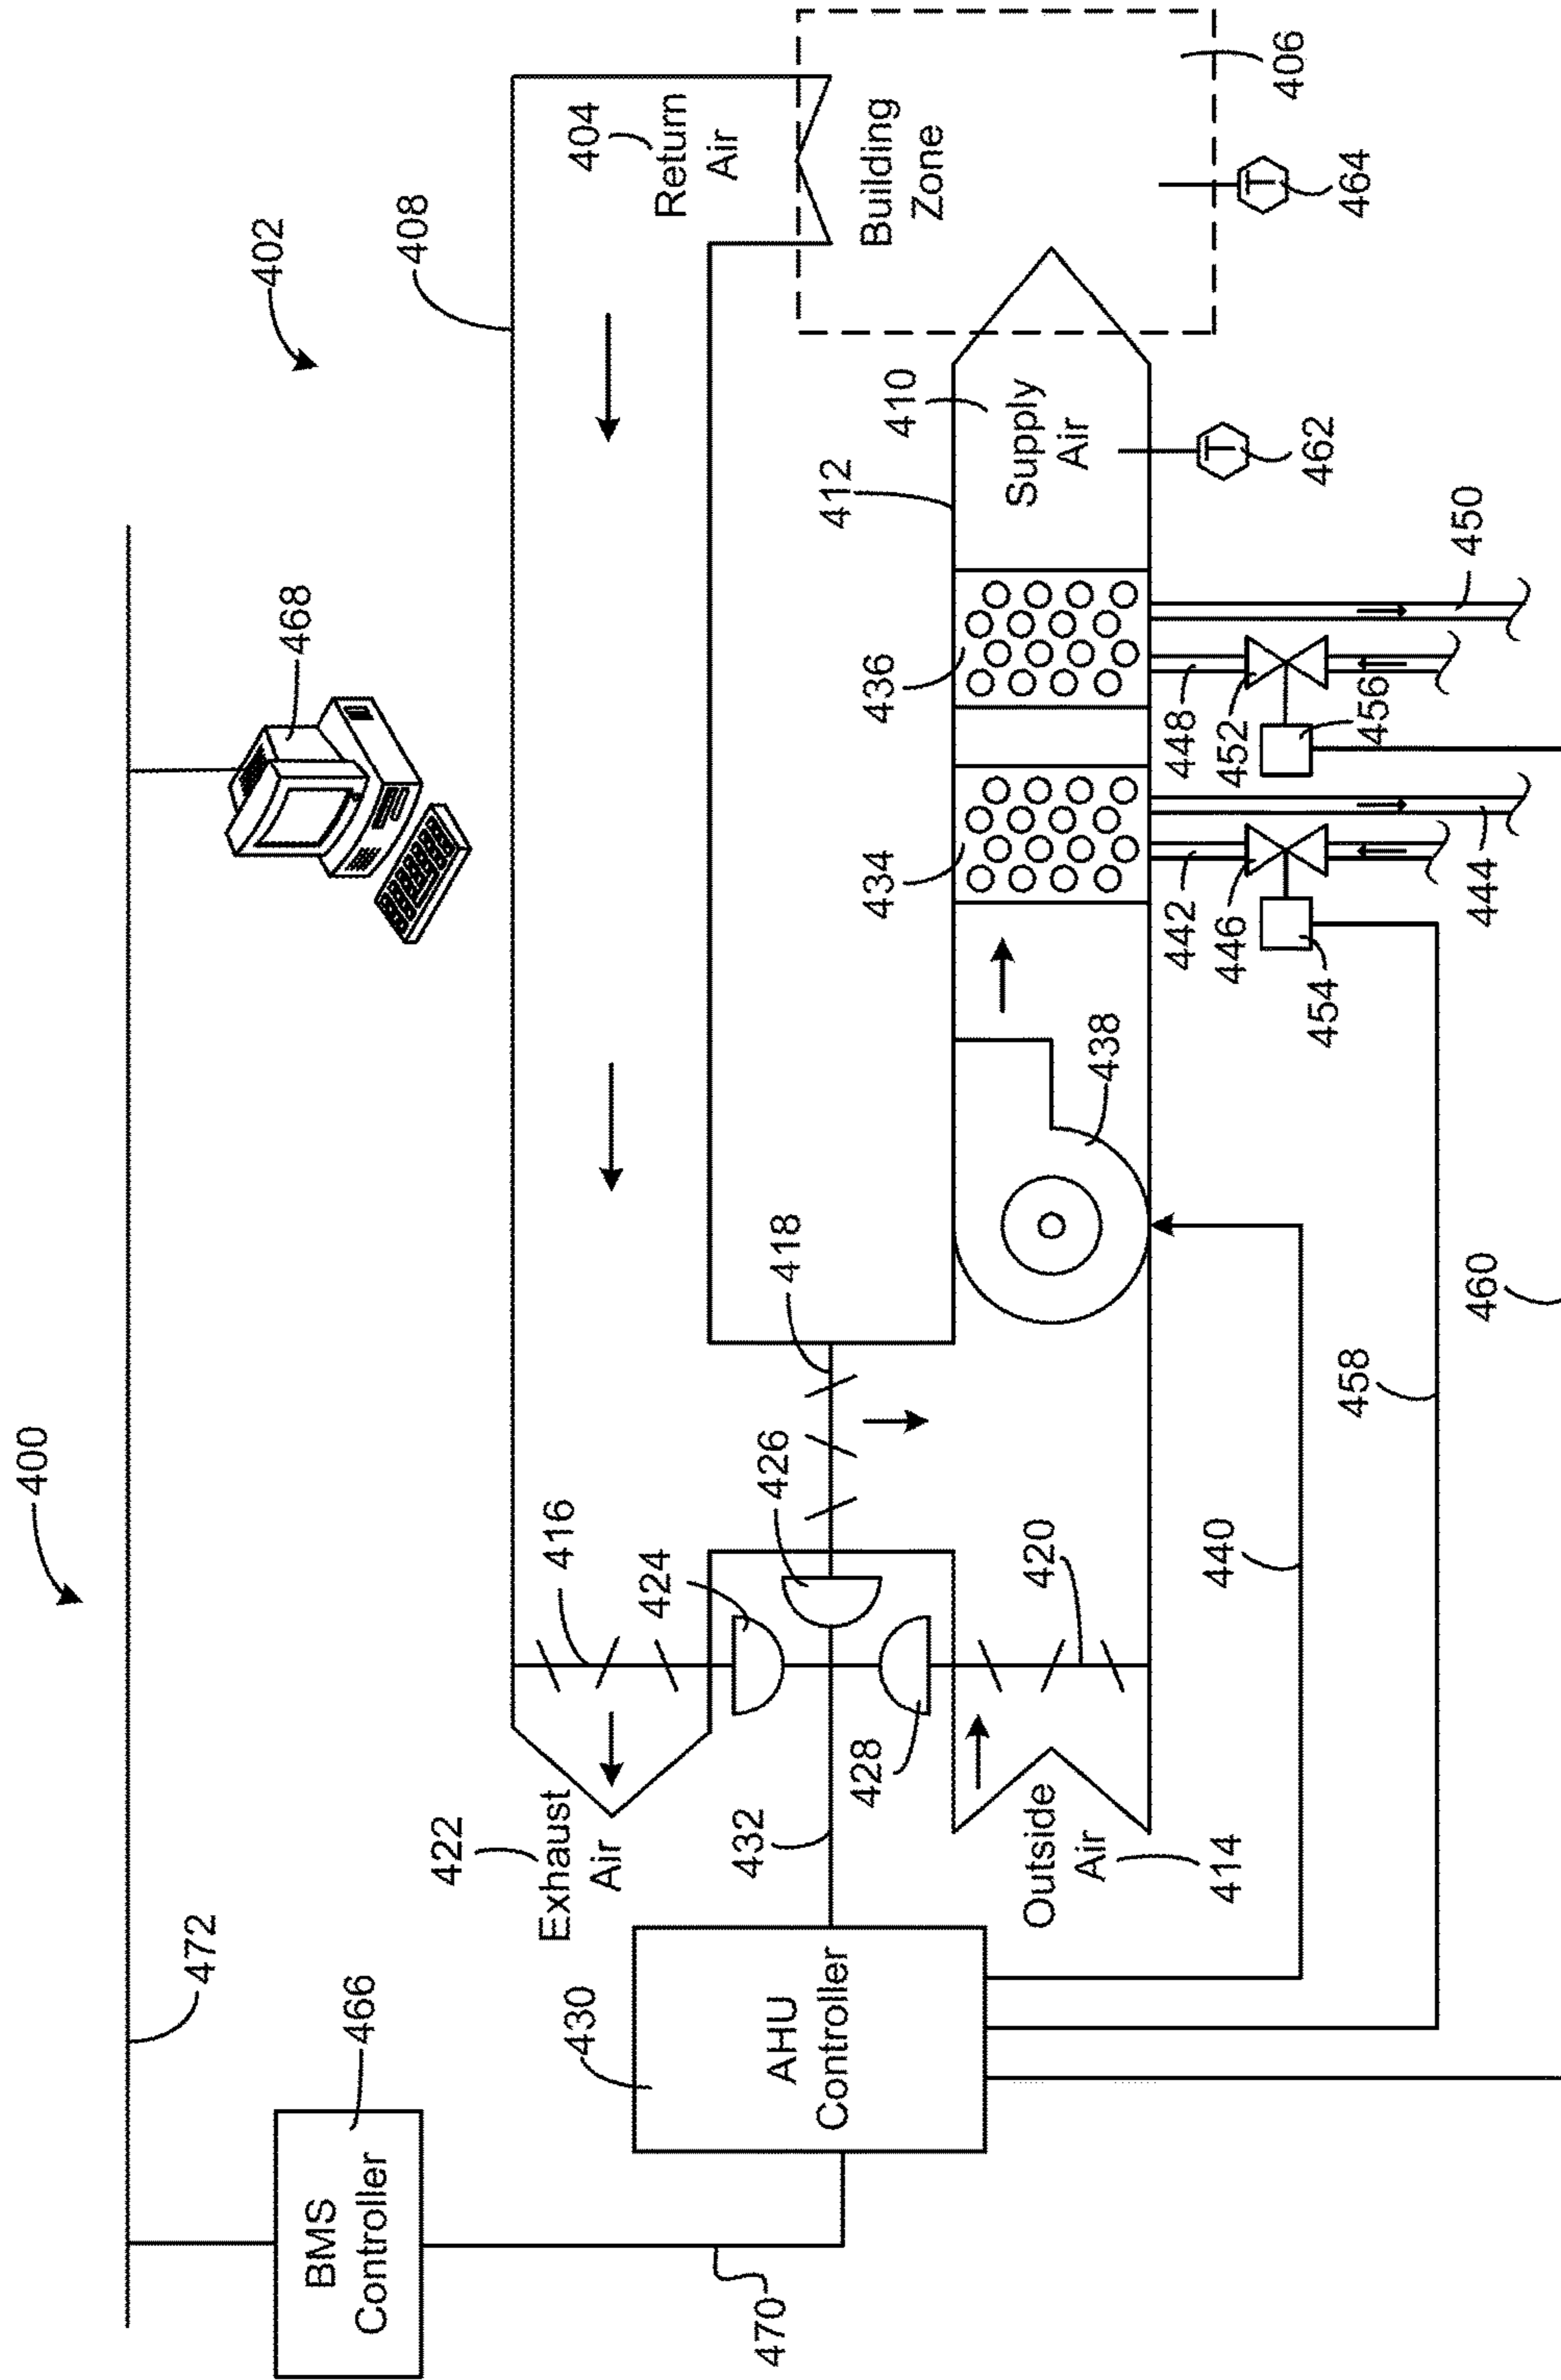 400
472
466
BMS
Controller
468
402
408
470
430
AHU
Controller
422
Exhaust
Air
416
424
426
418
404
Return
Air
432
428
Outside
Air
414
420
412
410
Supply
Air
Building
Zone
406
438
434
436
442
446
454
448
452
456
444
450
T
462
T
464
440
458
460